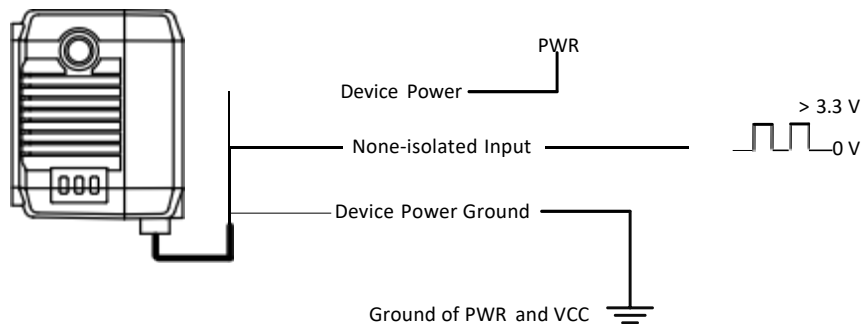 PWR
Device Power
> 3.3 V
None-isolated Input
0 V
Device Power Ground
Ground of PWR and VCC